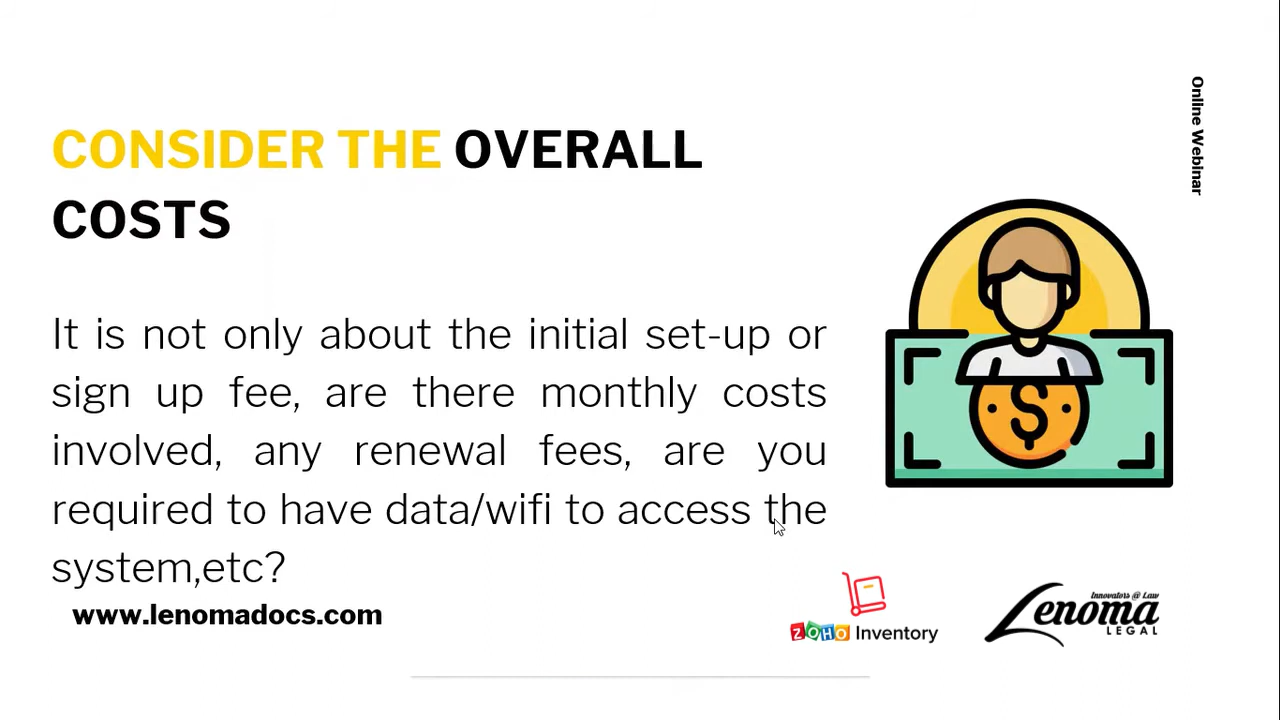 Online Webinar
CONSIDER THE OVERALL
COSTS
It is not only about the initial set-up or
sign up fee, are there monthly costs
involved, any renewal fees, are you
required to have data/wifi to access the
system,etc?
www.lenomadocs.com
ZOHO Inventory
Innovators @ Law
Lenoma
LEGAL
$